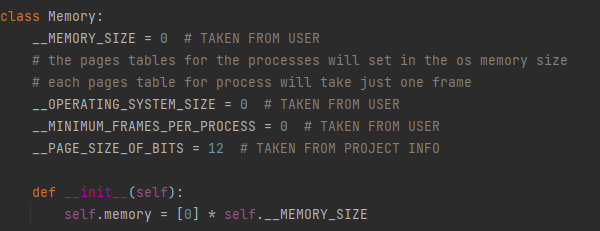 class Memory:
    __MEMORY_SIZE = 0  # TAKEN FROM USER
    # the pages tables for the processes will set in the os memory size
    # each pages table for process will take just one frame
    __OPERATING_SYSTEM_SIZE = 0  # TAKEN FROM USER
    __MINIMUM_FRAMES_PER_PROCESS = 0  # TAKEN FROM USER
    __PAGE_SIZE_OF_BITS = 12  # TAKEN FROM PROJECT INFO

    def __init__(self):
        self.memory = [0] * self.__MEMORY_SIZE